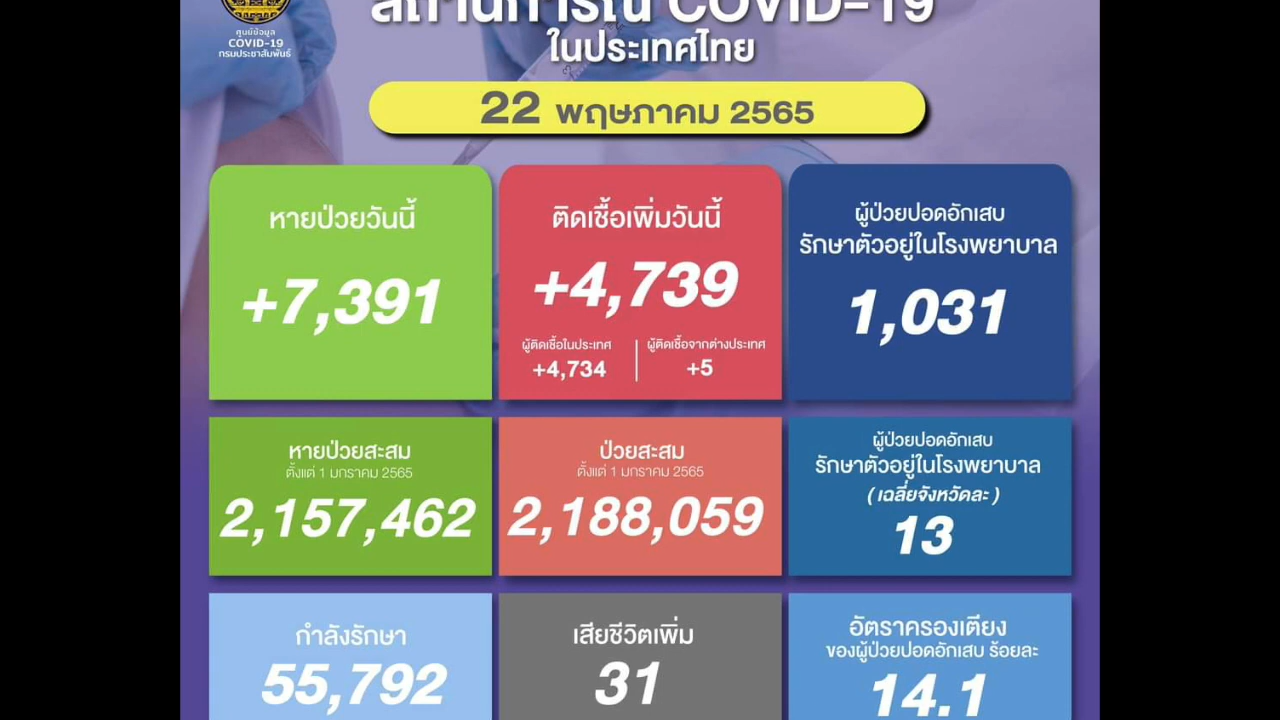 ศูนย์ข้อมูล
COVID-19
กรมประชาสัมพันธ์
สถานการณ์ COVID-19
ในประเทศไทย
22 พฤษภาคม 2565
หายป่วยวันนี้
+7,391
ติดเชื้อเพิ่มวันนี้
+4,739
ผู้ติดเชื้อในประเทศ
+4,734
ผู้ติดเชื้อจากต่างประเทศ
+5
ผู้ป่วยปอดอักเสบ
รักษาตัวอยู่ในโรงพยาบาล
1,031
หายป่วยสะสม
ตั้งแต่ 1 มกราคม 2565
2,157,462
ป่วยสะสม
ตั้งแต่ 1 มกราคม 2565
2,188,059
ผู้ป่วยปอดอักเสบ
รักษาตัวอยู่ในโรงพยาบาล
(เฉลี่ยจังหวัดละ)
13
กำลังรักษา
55,792
เสียชีวิตเพิ่ม
31
อัตราครองเตียง
ของผู้ป่วยปอดอักเสบ ร้อยละ
14.1